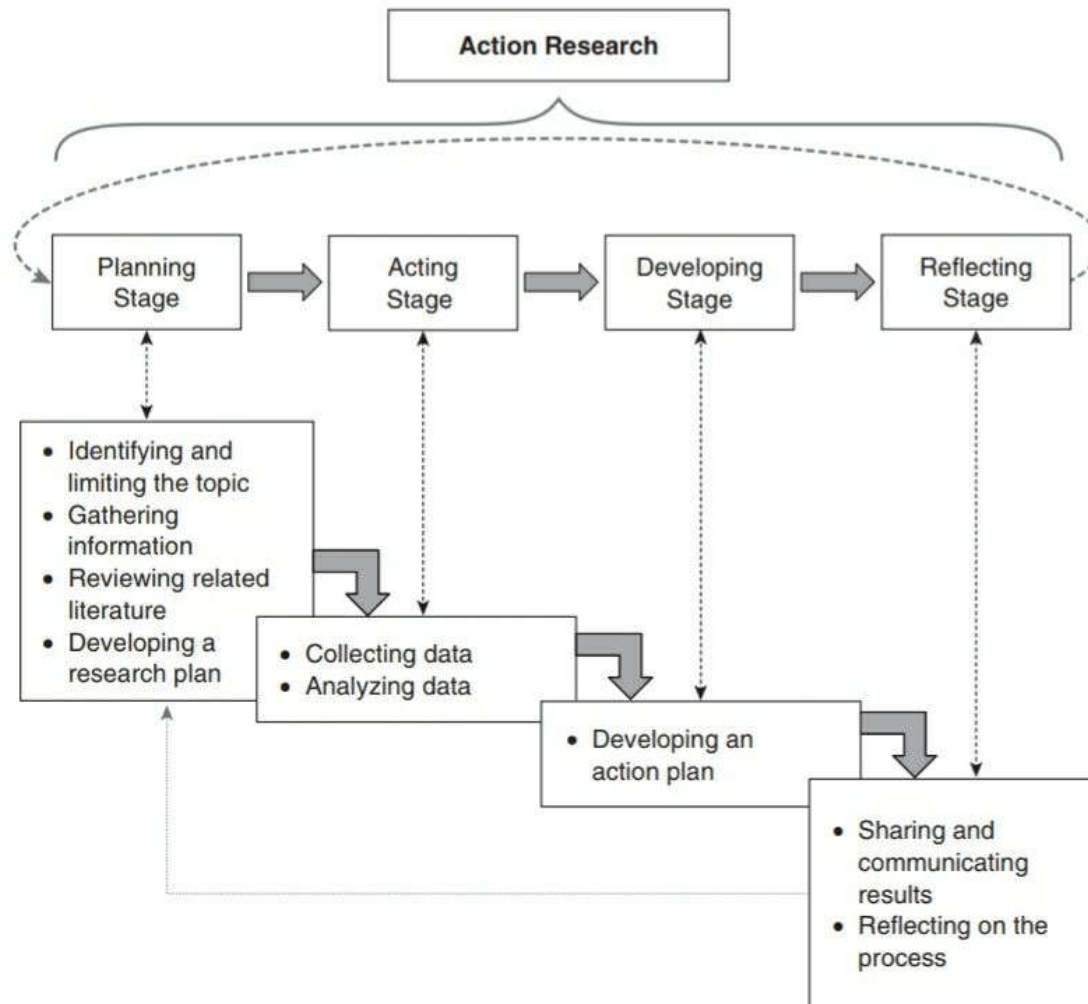 Action Research
Planning
Stage
Acting
Stage
Developing
Stage
Reflecting
Stage
• Identifying and
limiting the topic
• Gathering
information
• Reviewing related
literature
• Developing a
research plan
• Collecting data
• Analyzing data
• Developing an
action plan
• Sharing and
communicating
results
• Reflecting on the
process